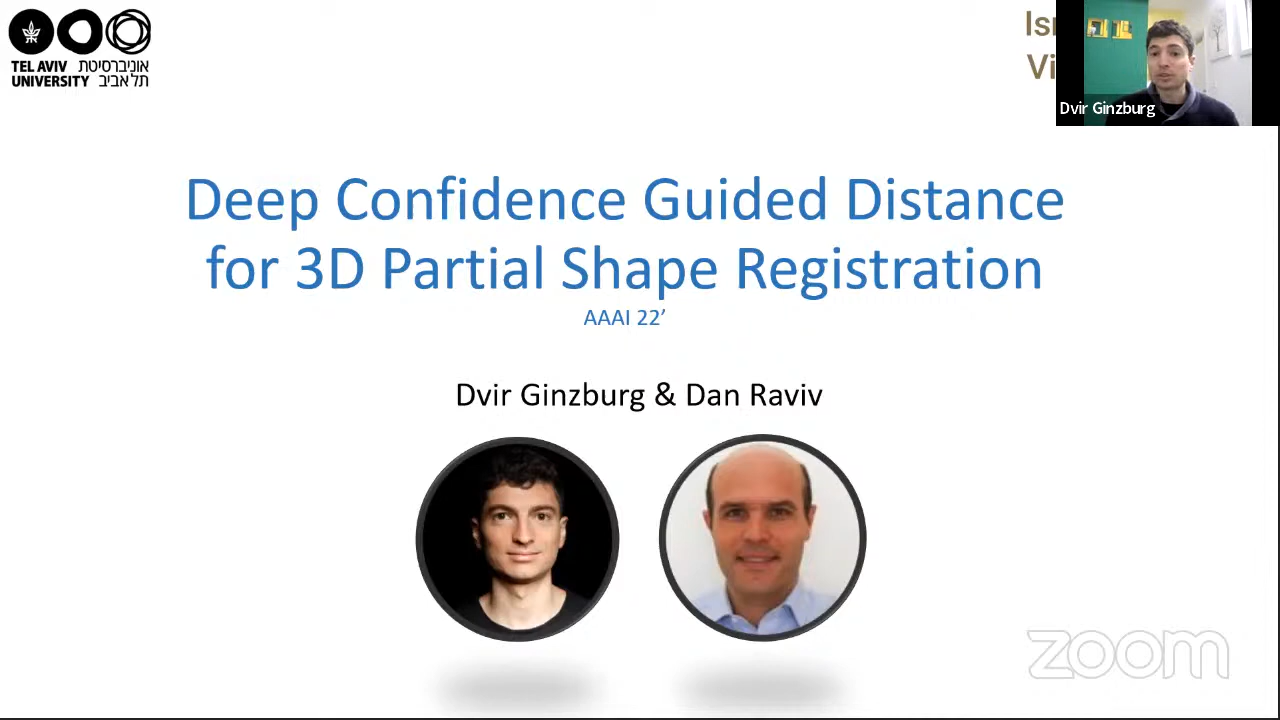 TEL AVIV אוניברסיטת
UNIVERSITY תל אביב
Dvir Ginzburg
Deep Confidence Guided Distance
for 3D Partial Shape Registration
AAAI 22’
Dvir Ginzburg & Dan Raviv
zoom